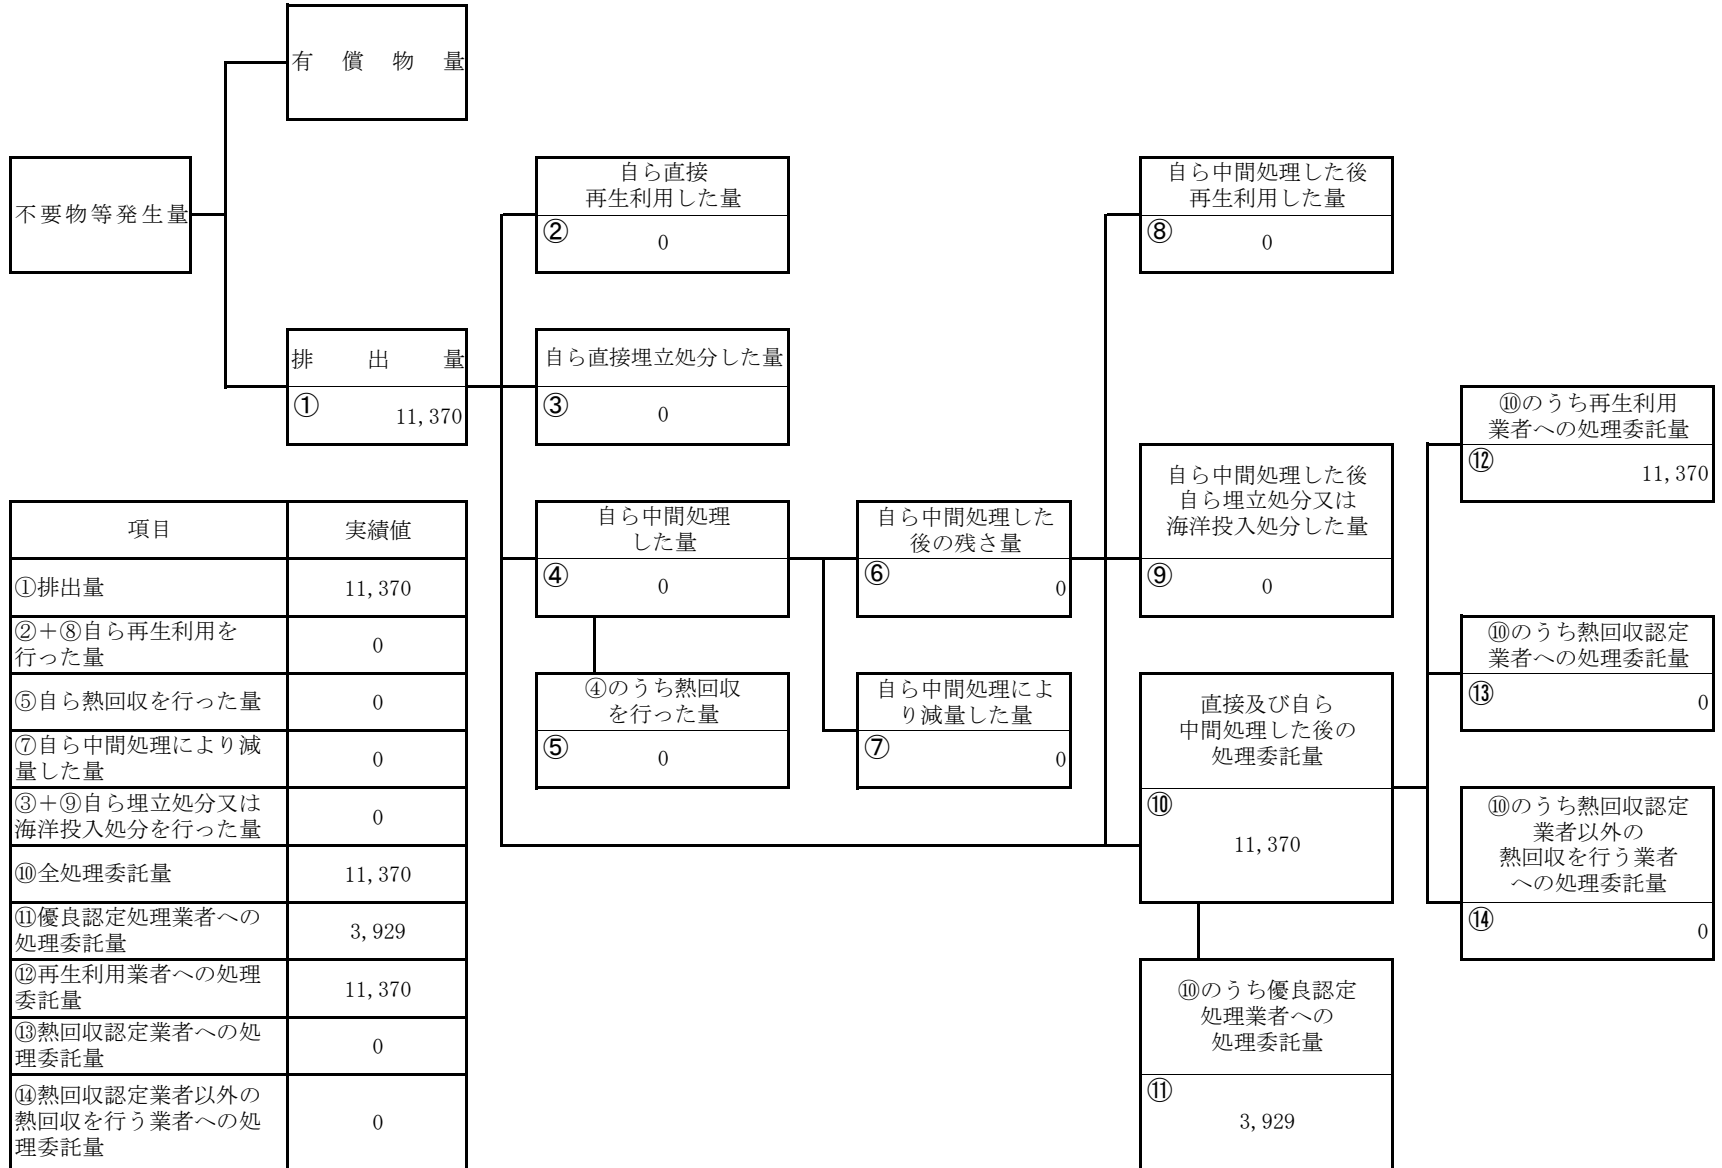 有償物量
不要物等発生量
自ら直接
再生利用した量
② 0
自ら中間処理した後
再生利用した量
⑧ 0
排出量
① 11,370
自ら直接埋立処分した量
③ 0
⑩のうち再生利用
業者への処理委託量
⑫ 11,370
自ら中間処理した後
自ら埋立処分又は
海洋投入処分した量
⑨ 0
自ら中間処理
した量
④ 0
自ら中間処理した
後の残さ量
⑥ 0
⑩のうち熱回収認定
業者への処理委託量
⑬ 0
④のうち熱回収
を行った量
⑤ 0
自ら中間処理によ
り減量した量
⑦ 0
直接及び自ら
中間処理した後の
処理委託量
⑩
11,370
⑩のうち熱回収認定
業者以外の
熱回収を行う業者
への処理委託量
⑭ 0
⑩のうち優良認定
処理業者への
処理委託量
⑪
3,929
項目 実績値
①排出量 11,370
②+⑧自ら再生利用を
行った量 0
⑤自ら熱回収を行った量 0
⑦自ら中間処理により減
量した量 0
③+⑨自ら埋立処分又は
海洋投入処分を行った量 0
⑩全処理委託量 11,370
⑪優良認定処理業者への
処理委託量 3,929
⑫再生利用業者への処理
委託量 11,370
⑬熱回収認定業者への処
理委託量 0
⑭熱回収認定業者以外の
熱回収を行う業者への処
理委託量 0